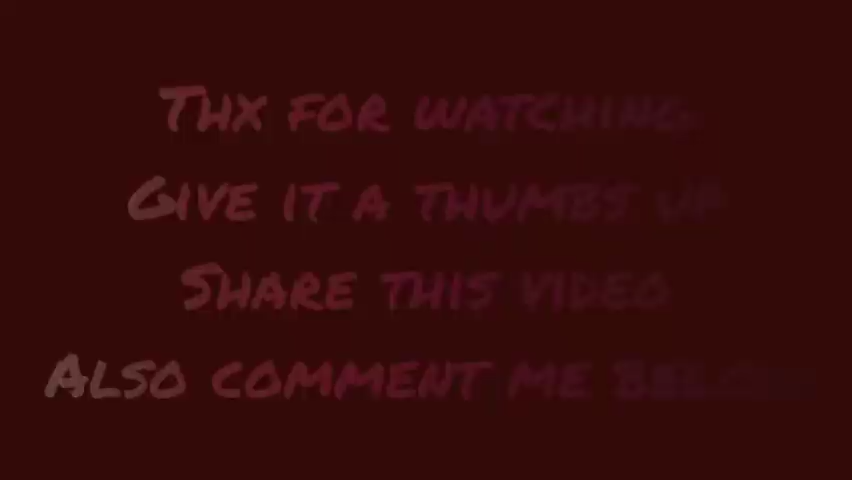 Thx for watching
Give it a thumbs up
Share this video
Also comment me below